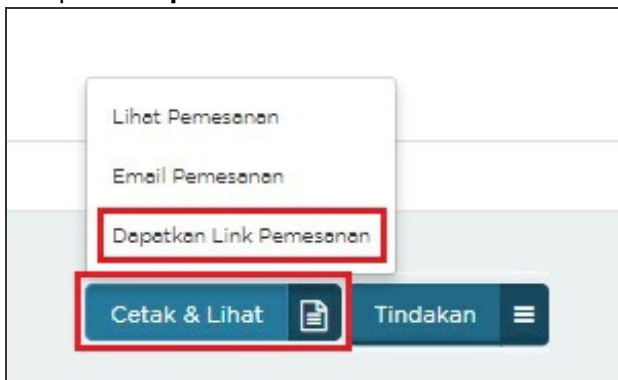 Lihat Pemesanan
Email Pemesanan
Dapatkan Link Pemesanan
Cetak & Lihat
Tindakan